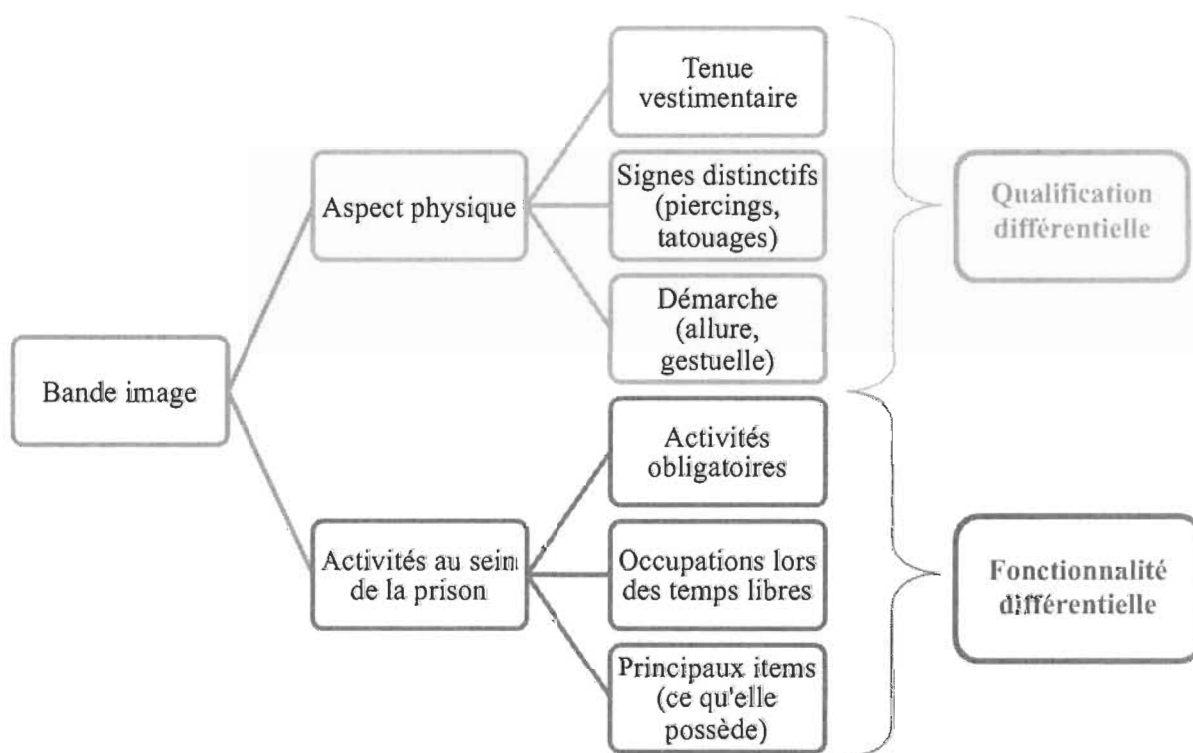 Tenue
vestimentaire
Signes distinctifs
(piercings,
tatouages)
Qualification
différentielle
Aspect physique
Démarche
(allure,
gestuelle)
Bande image
Activités
obligatoires
Activités au sein
de la prison
Occupations lors
des temps libres
Fonctionnalité
différentielle
Principaux items
(ce qu'elle
possède)